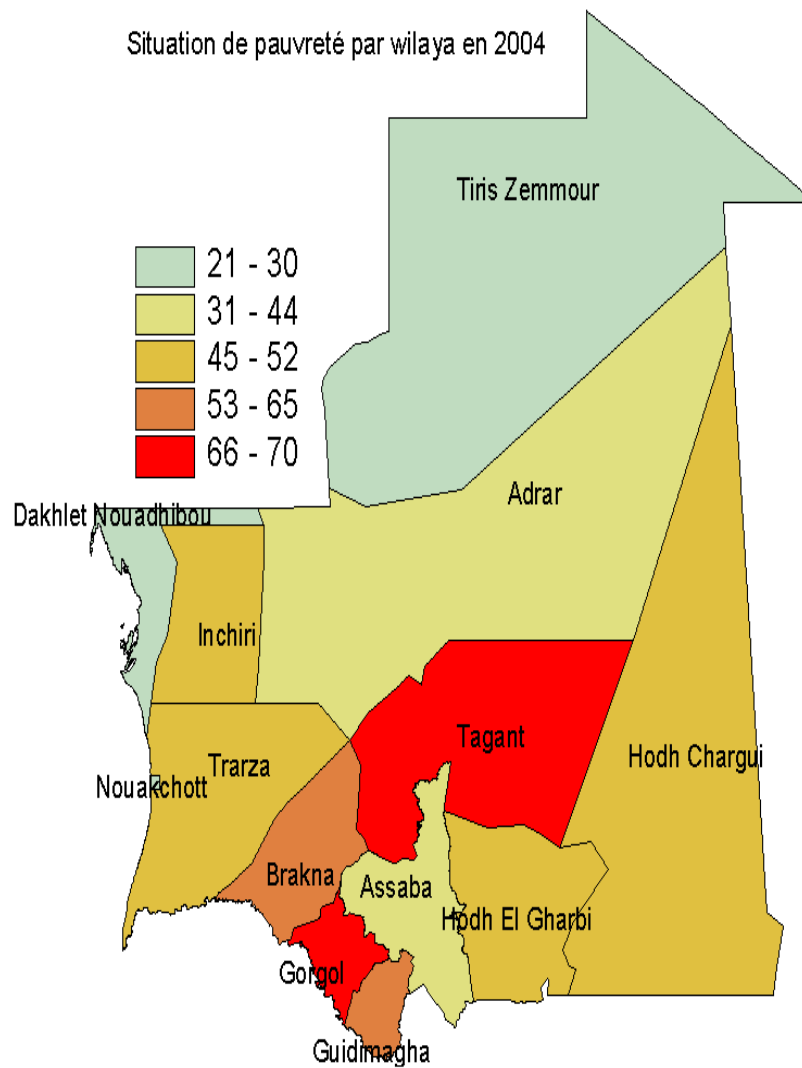 Situation de pauvreté par wilaya en 2004
Tiris Zemmour
21 - 30
31 - 44
45 - 52
53 - 65
66 - 70
Adrar
Dakhlet Nouadhibou
Inchiri
Tagant
Trarza
Hodh Chargui
Nouakchott
Brakna
Assaba
Hodh El Gharbi
Gorgol
Guidimagha